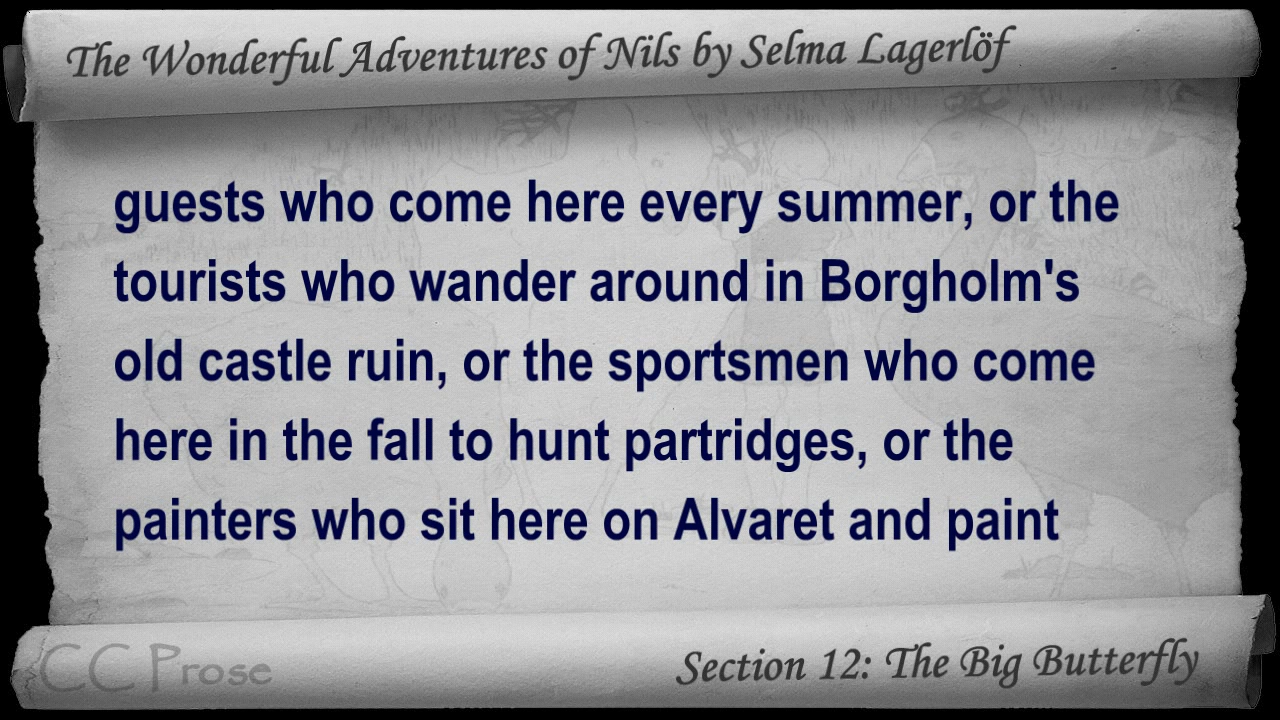 The Wonderful Adventures of Nils by Selma Lagerlöf
guests who come here every summer, or the
tourists who wander around in Borgholm's
old castle ruin, or the sportsmen who come
here in the fall to hunt partridges, or the
painters who sit here on Alvaret and paint
CC Prose
Section 12: The Big Butterfly